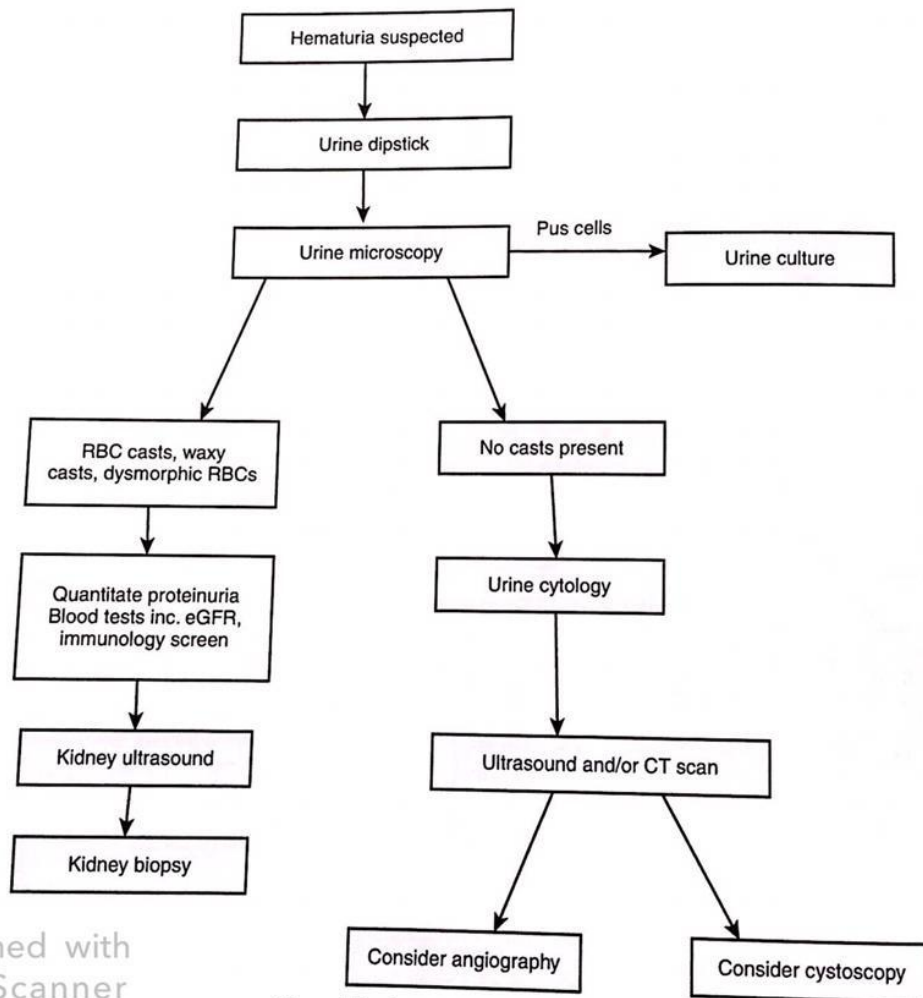 Hematuria suspected
Urine dipstick
Urine microscopy
Pus cells
Urine culture
RBC casts, waxy
casts, dysmorphic RBCs
No casts present
Quantitate proteinuria
Blood tests inc. eGFR,
immunology screen
Urine cytology
Kidney ultrasound
Ultrasound and/or CT scan
Kidney biopsy
Consider angiography
Consider cystoscopy
ned with
Scanner